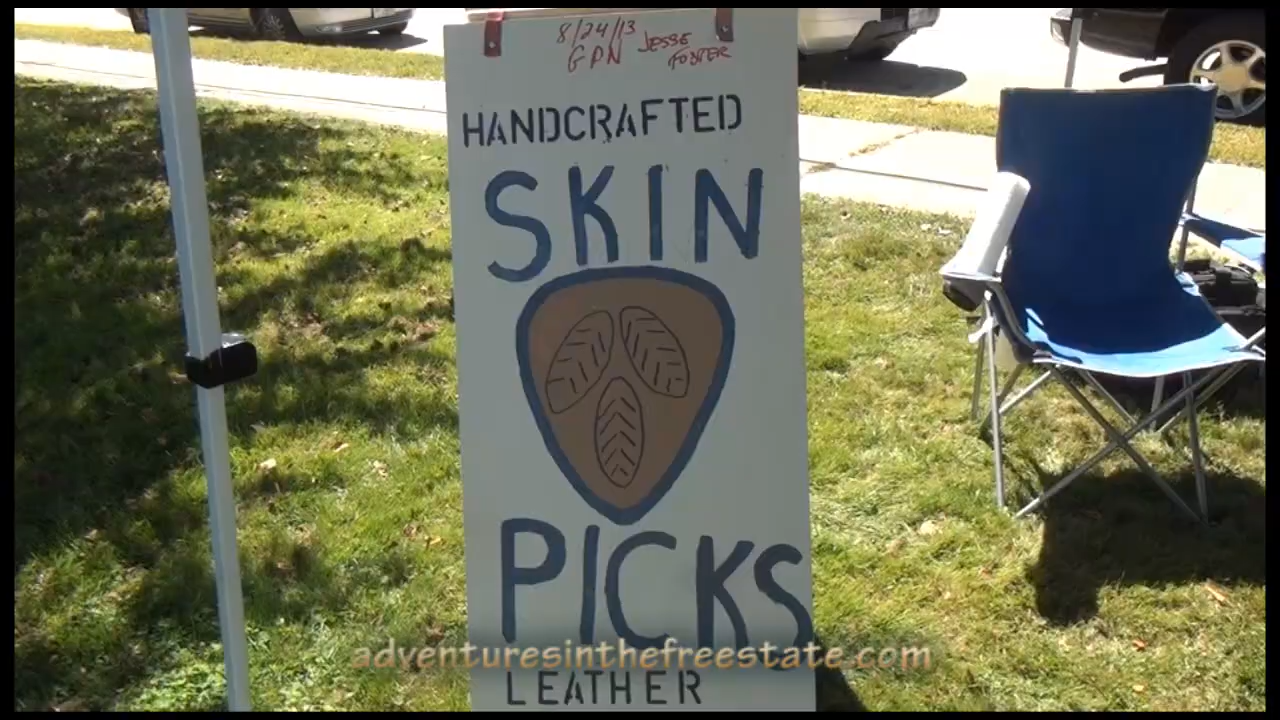 8/24/13
GPN JESSE
FOSTER
HANDCRAFTED
SKIN
PICKS
adventuresinthefreestate.com
LEATHER